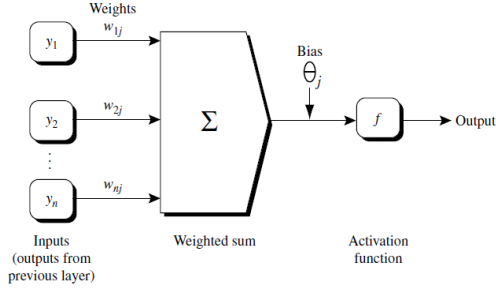 Weights
y1 w1j
Bias
θj
y2 w2j Σ f Output
⋮
yn wnj
Inputs Weighted sum Activation
(outputs from function
previous layer)